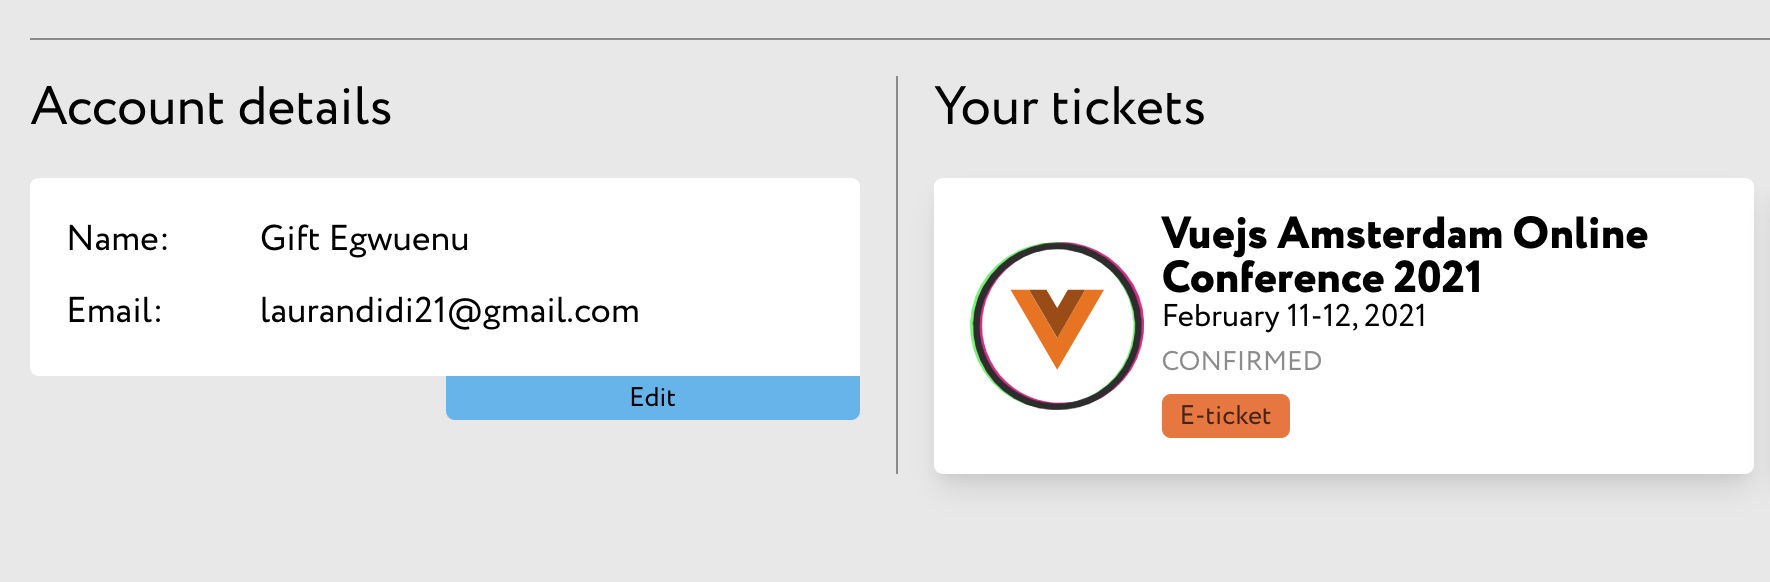 Account details
Name: Gift Egwuenu
Email: laurandidi21@gmail.com
Edit
Your tickets
Vuejs Amsterdam Online
Conference 2021
February 11-12, 2021
CONFIRMED
E-ticket